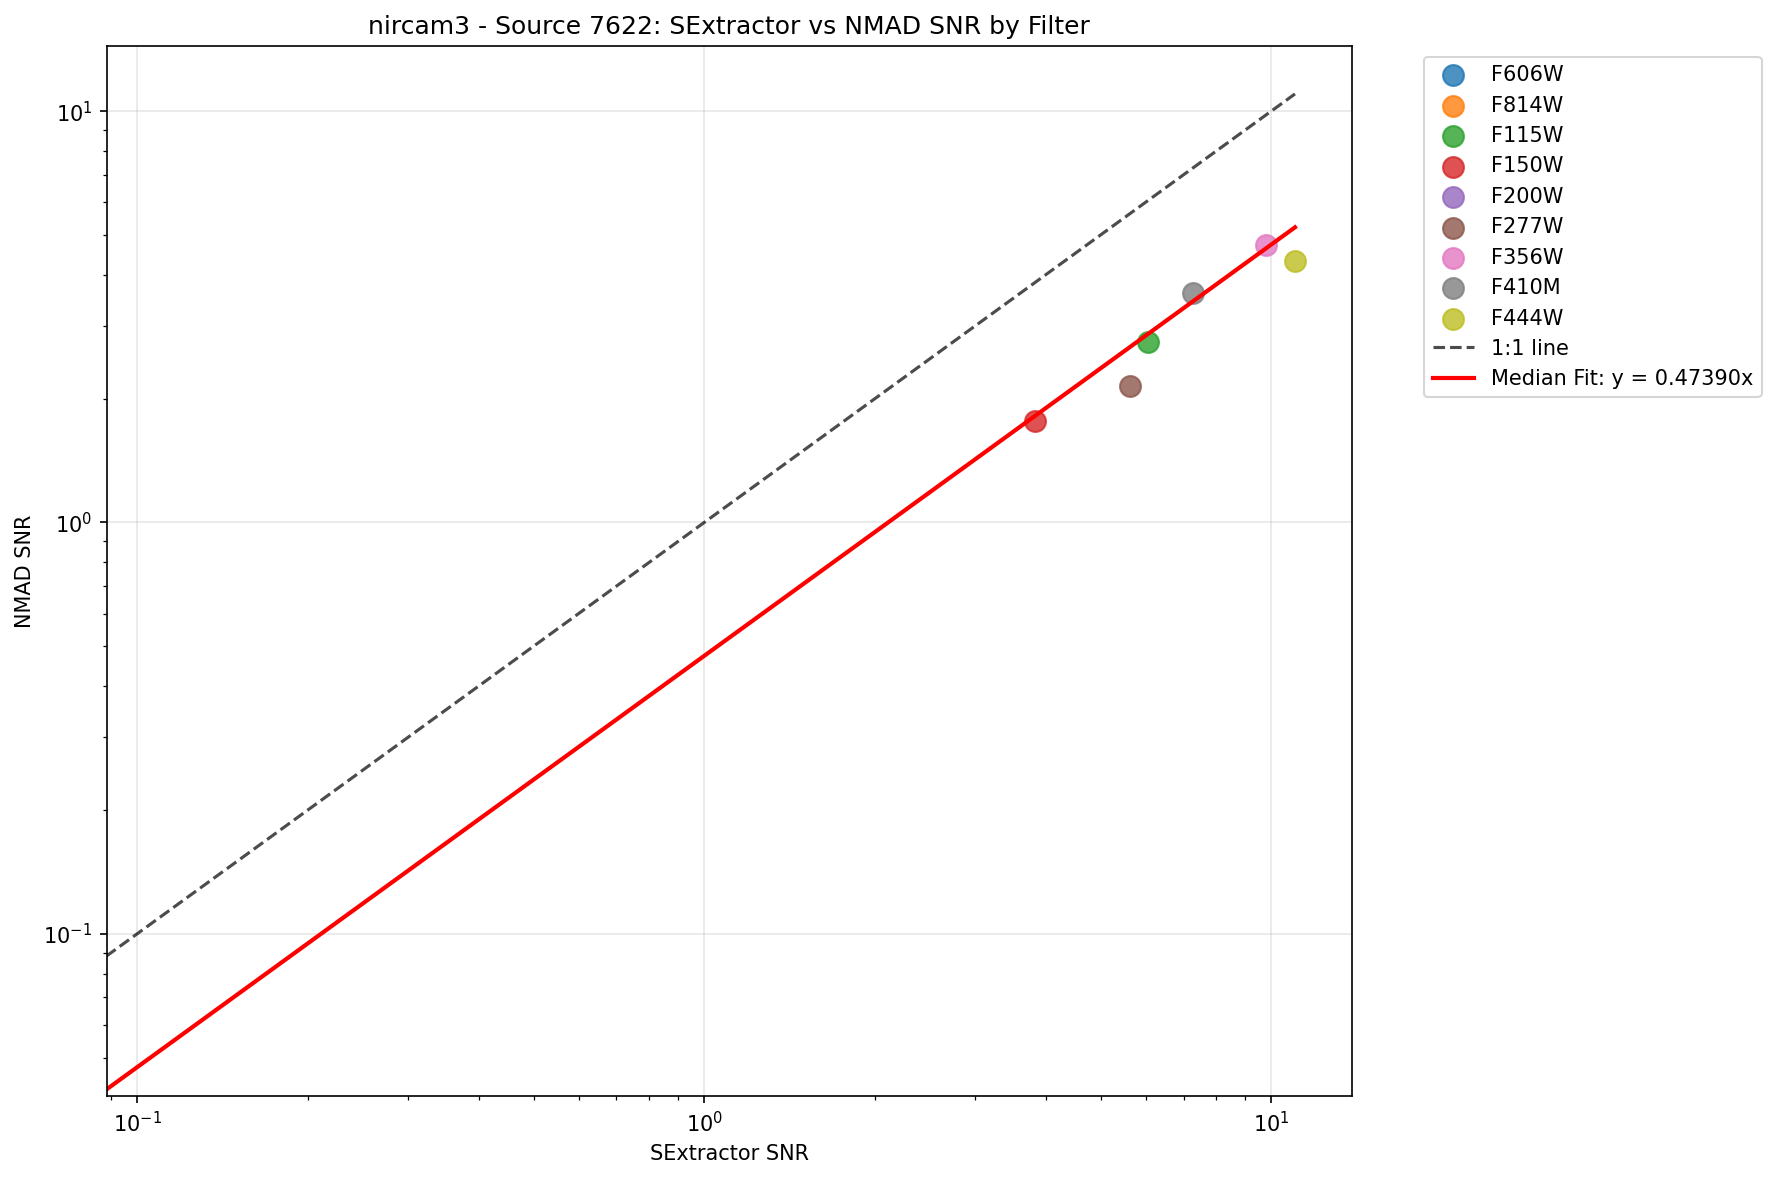 nircam3 - Source 7622: SExtractor vs NMAD SNR by Filter
F606W
F814W
F115W
F150W
F200W
F277W
F356W
F410M
F444W
1:1 line
Median Fit: y = 0.47390x
NMAD SNR
10¹
10⁰
10⁻¹
10⁻¹ 10⁰ 10¹
SExtractor SNR